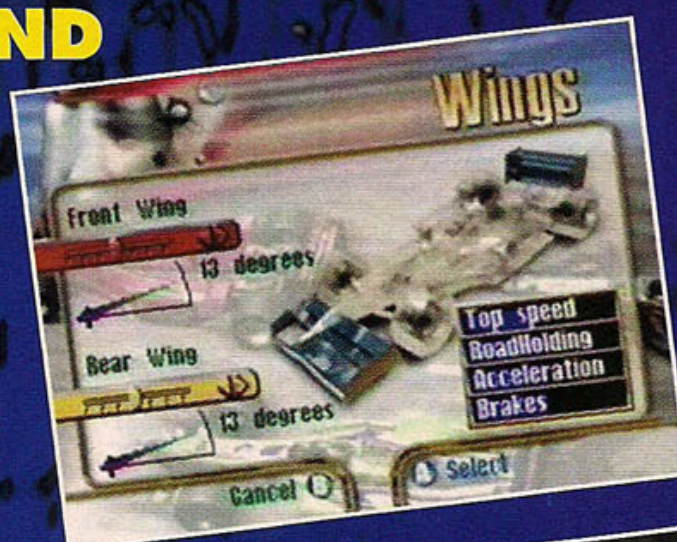 ND
Wings
Front Wing
13 degrees
Rear Wing
13 degrees
Top speed
RoadHolding
Acceleration
Brakes
Cancel
Select